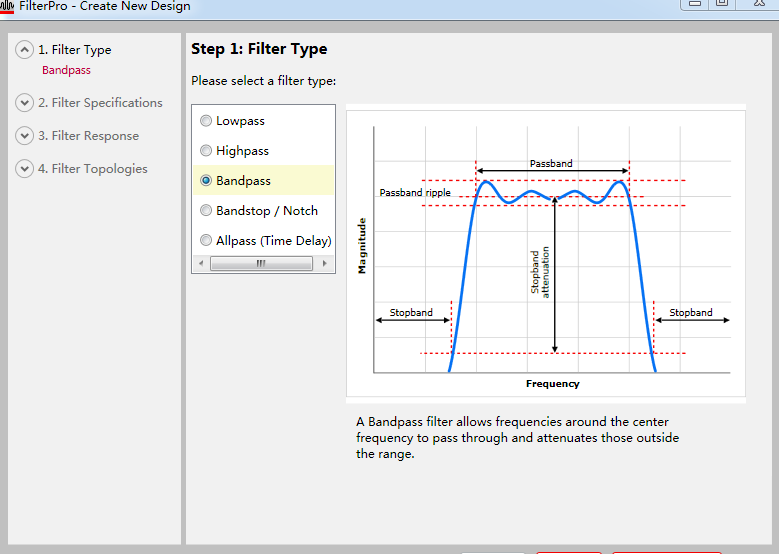 FilterPro - Create New Design
1. Filter Type
Bandpass
2. Filter Specifications
3. Filter Response
4. Filter Topologies
Step 1: Filter Type
Please select a filter type:
Lowpass
Highpass
Bandpass
Bandstop / Notch
Allpass (Time Delay)
Passband
Passband ripple
Magnitude
Stopband
attenuation
Stopband
Stopband
Frequency
A Bandpass filter allows frequencies around the center
frequency to pass through and attenuates those outside
the range.